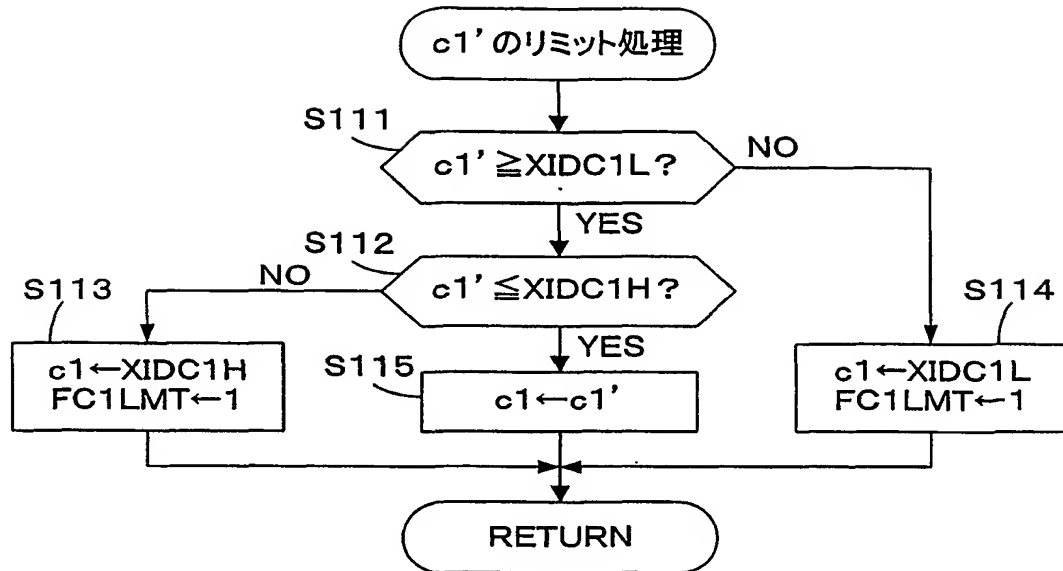 c1'のリミット処理
S111
c1'≧XIDC1L?
NO
YES
S112
c1'≦XIDC1H?
NO
S113
S114
YES
c1←XIDC1H
FC1LMT←1
S115
c1←c1'
c1←XIDC1L
FC1LMT←1
RETURN